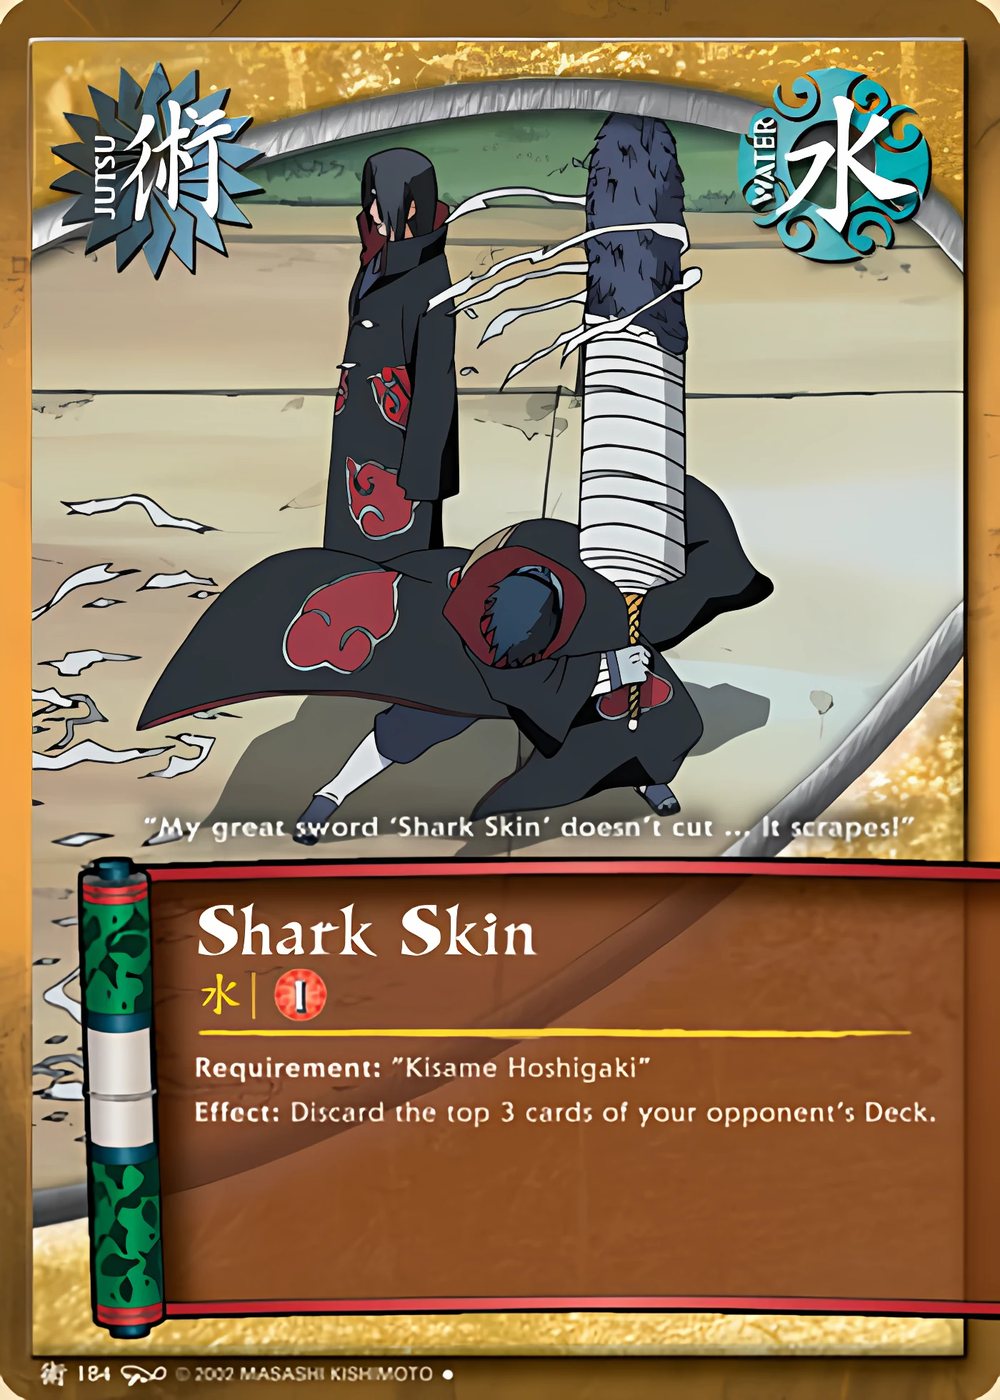 JUTSU 術
WATER 水
"My great sword 'Shark Skin' doesn't cut ... It scrapes!"
Shark Skin
水 | 1
Requirement: "Kisame Hoshigaki"
Effect: Discard the top 3 cards of your opponent's Deck.
術 184 © 2002 MASASHI KISHIMOTO